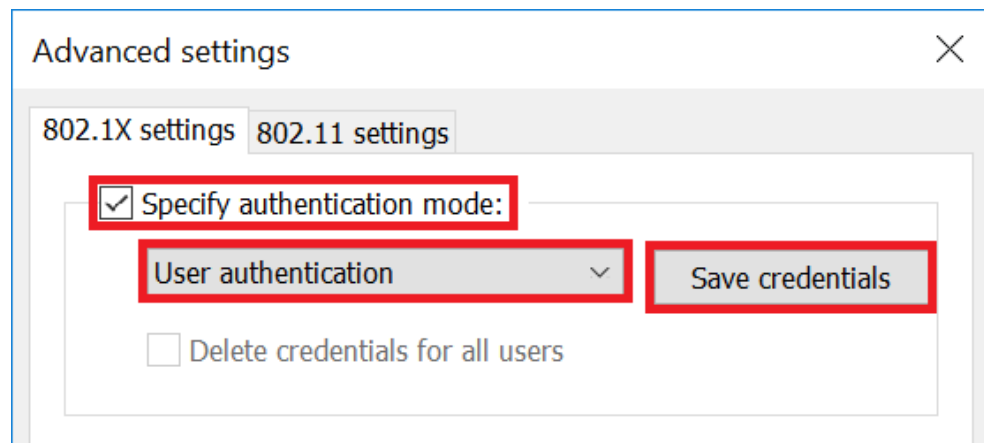 Advanced settings
802.1X settings 802.11 settings
Specify authentication mode:
User authentication Save credentials
Delete credentials for all users